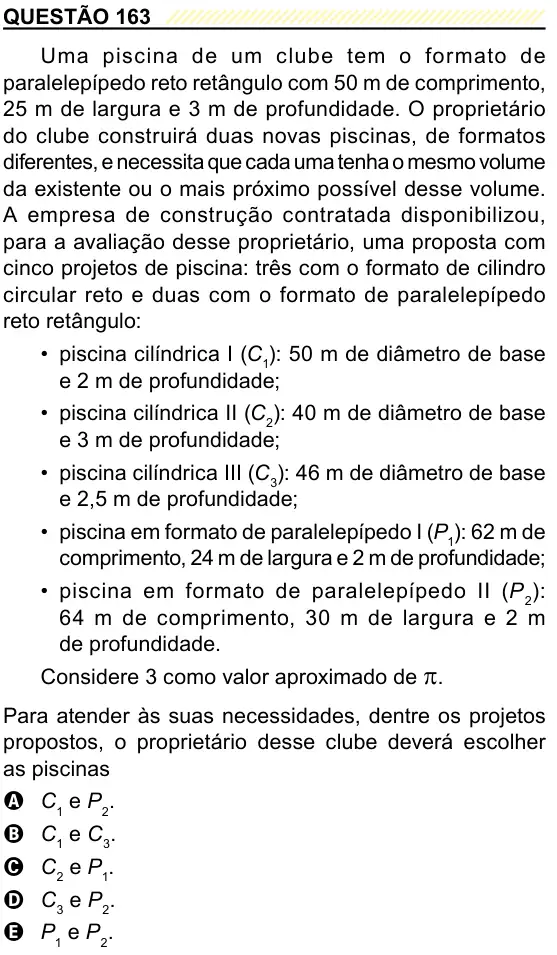 QUESTÃO 163
Uma piscina de um clube tem o formato de
paralelepípedo reto retângulo com 50 m de comprimento,
25 m de largura e 3 m de profundidade. O proprietário
do clube construirá duas novas piscinas, de formatos
diferentes, e necessita que cada uma tenha o mesmo volume
da existente ou o mais próximo possível desse volume.
A empresa de construção contratada disponibilizou,
para a avaliação desse proprietário, uma proposta com
cinco projetos de piscina: três com o formato de cilindro
circular reto e duas com o formato de paralelepípedo
reto retângulo:
• piscina cilíndrica I (C₁): 50 m de diâmetro de base
e 2 m de profundidade;
• piscina cilíndrica II (C₂): 40 m de diâmetro de base
e 3 m de profundidade;
• piscina cilíndrica III (C₃): 46 m de diâmetro de base
e 2,5 m de profundidade;
• piscina em formato de paralelepípedo I (P₁): 62 m de
comprimento, 24 m de largura e 2 m de profundidade;
• piscina em formato de paralelepípedo II (P₂):
64 m de comprimento, 30 m de largura e 2 m
de profundidade.
Considere 3 como valor aproximado de π.
Para atender às suas necessidades, dentre os projetos
propostos, o proprietário desse clube deverá escolher
as piscinas
A C₁ e P₂.
B C₁ e C₃.
C C₂ e P₁.
D C₃ e P₂.
E P₁ e P₂.